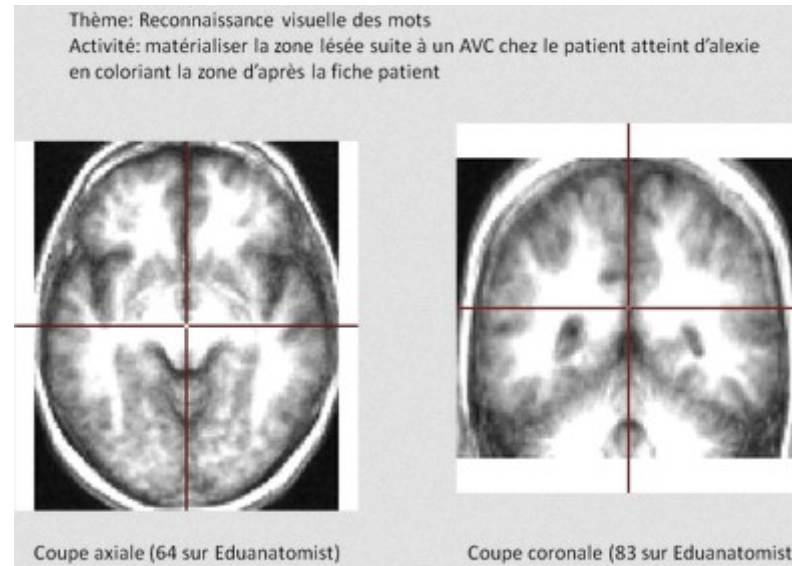 Thème: Reconnaissance visuelle des mots
Activité: matérialiser la zone lésée suite à un AVC chez le patient atteint d'alexie
en coloriant la zone d'après la fiche patient
Coupe axiale (64 sur Eduanatomist)
Coupe coronale (83 sur Eduanatomist